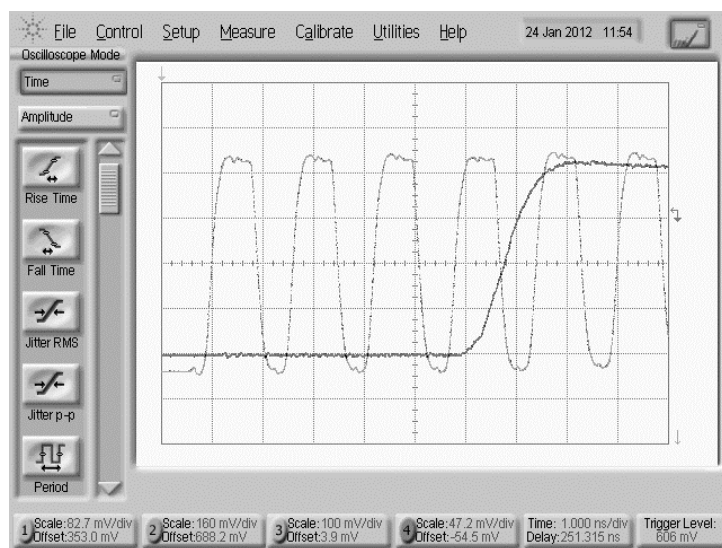 File Control Setup Measure Calibrate Utilities Help 24 Jan 2012 11:54
Oscilloscope Mode
Time
Amplitude
Rise Time
Fall Time
Jitter RMS
Jitter p-p
Period
1 Scale:82.7 mV/div
Offset:353.0 mV
2 Scale:160 mV/div
Offset:688.2 mV
3 Scale:100 mV/div
Offset:3.9 mV
4 Scale:47.2 mV/div
Offset:-54.5 mV
Time: 1.000 ns/div
Delay:251.315 ns
Trigger Level:
606 mV